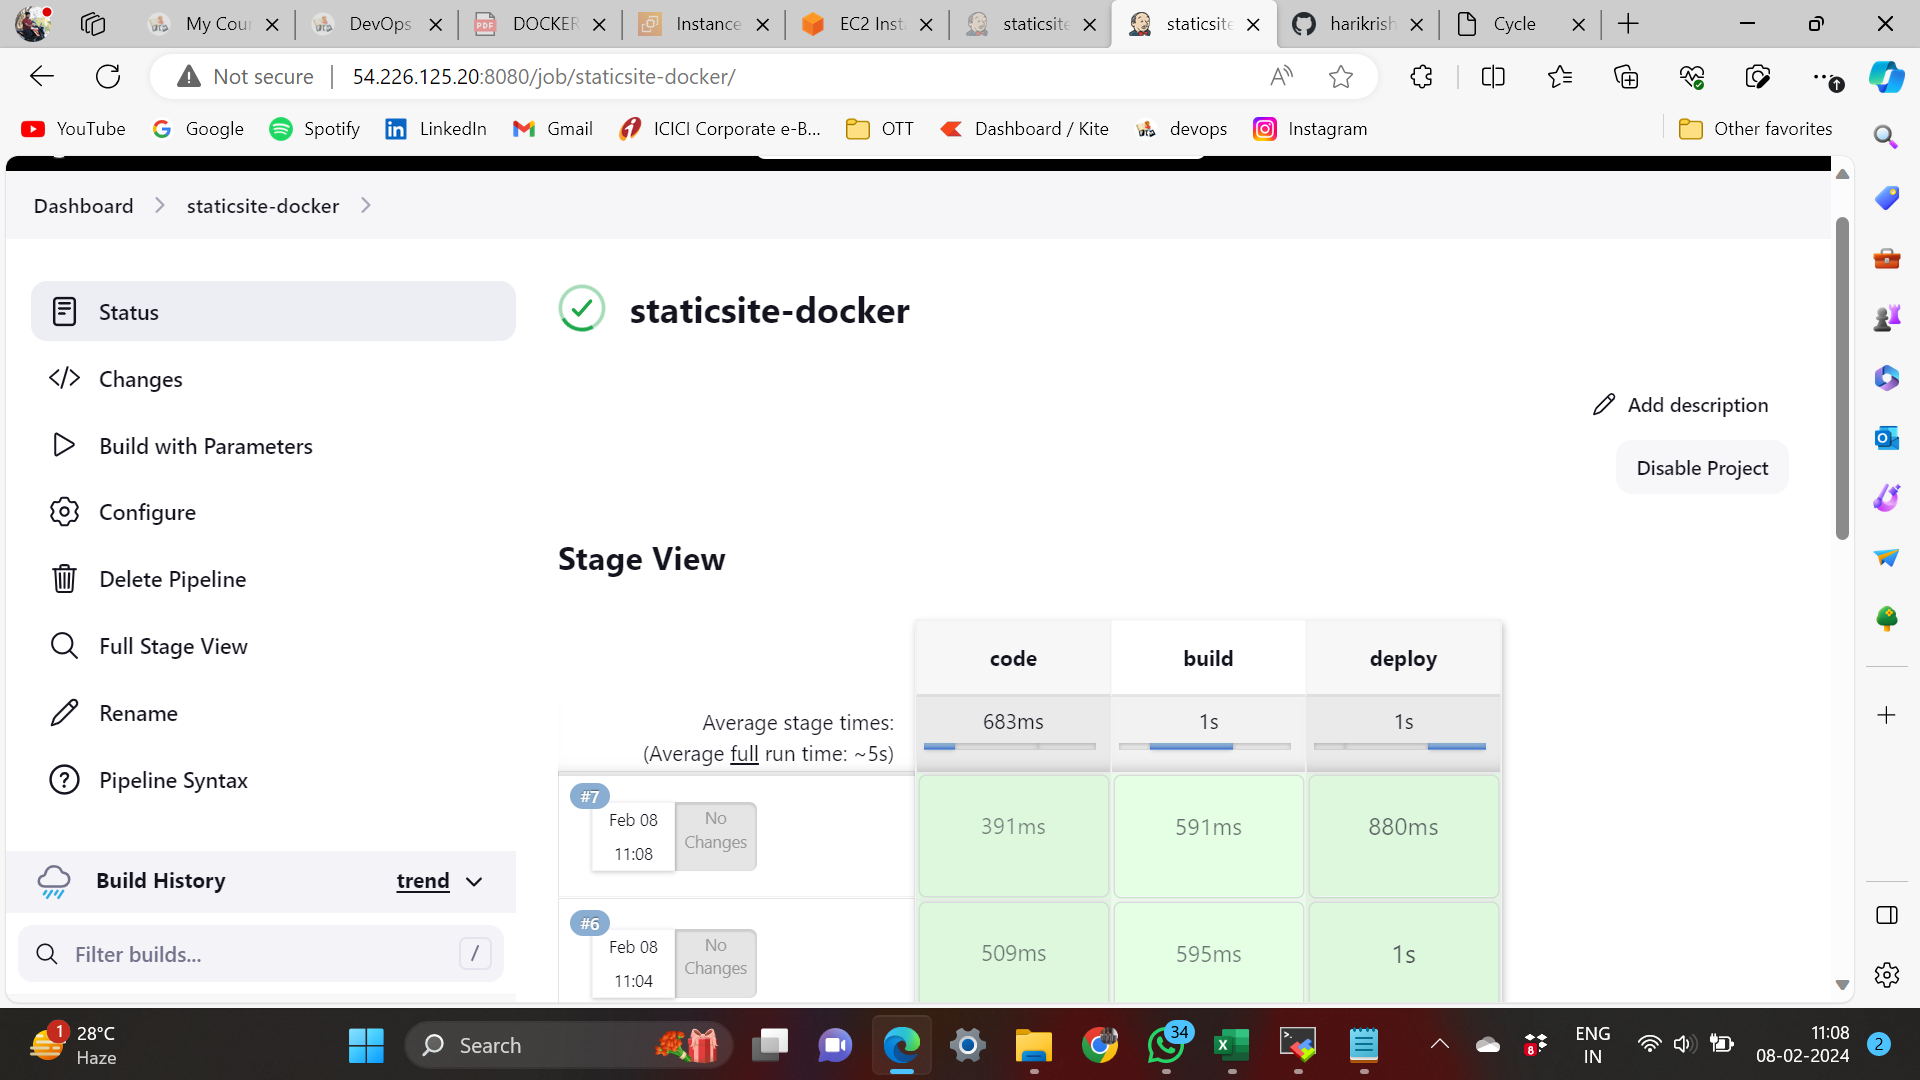 My Cour
DevOps
DOCKER
Instance
EC2 Inst
staticsite
staticsite
harikrish
Cycle
Not secure
54.226.125.20:8080/job/staticsite-docker/
YouTube
Google
Spotify
LinkedIn
Gmail
ICICI Corporate e-B...
OTT
Dashboard / Kite
devops
Instagram
Other favorites
Dashboard
staticsite-docker
Status
Changes
Build with Parameters
Configure
Delete Pipeline
Full Stage View
Rename
Pipeline Syntax
Build History
trend
Filter builds...
/
staticsite-docker
Add description
Disable Project
Stage View
code build deploy
Average stage times: 683ms 1s 1s
(Average full run time: ~5s)
#7
Feb 08
11:08
No
Changes
391ms 591ms 880ms
#6
Feb 08
11:04
No
Changes
509ms 595ms 1s
1
28°C
Haze
Search
34
8
ENG
IN
11:08
08-02-2024
2